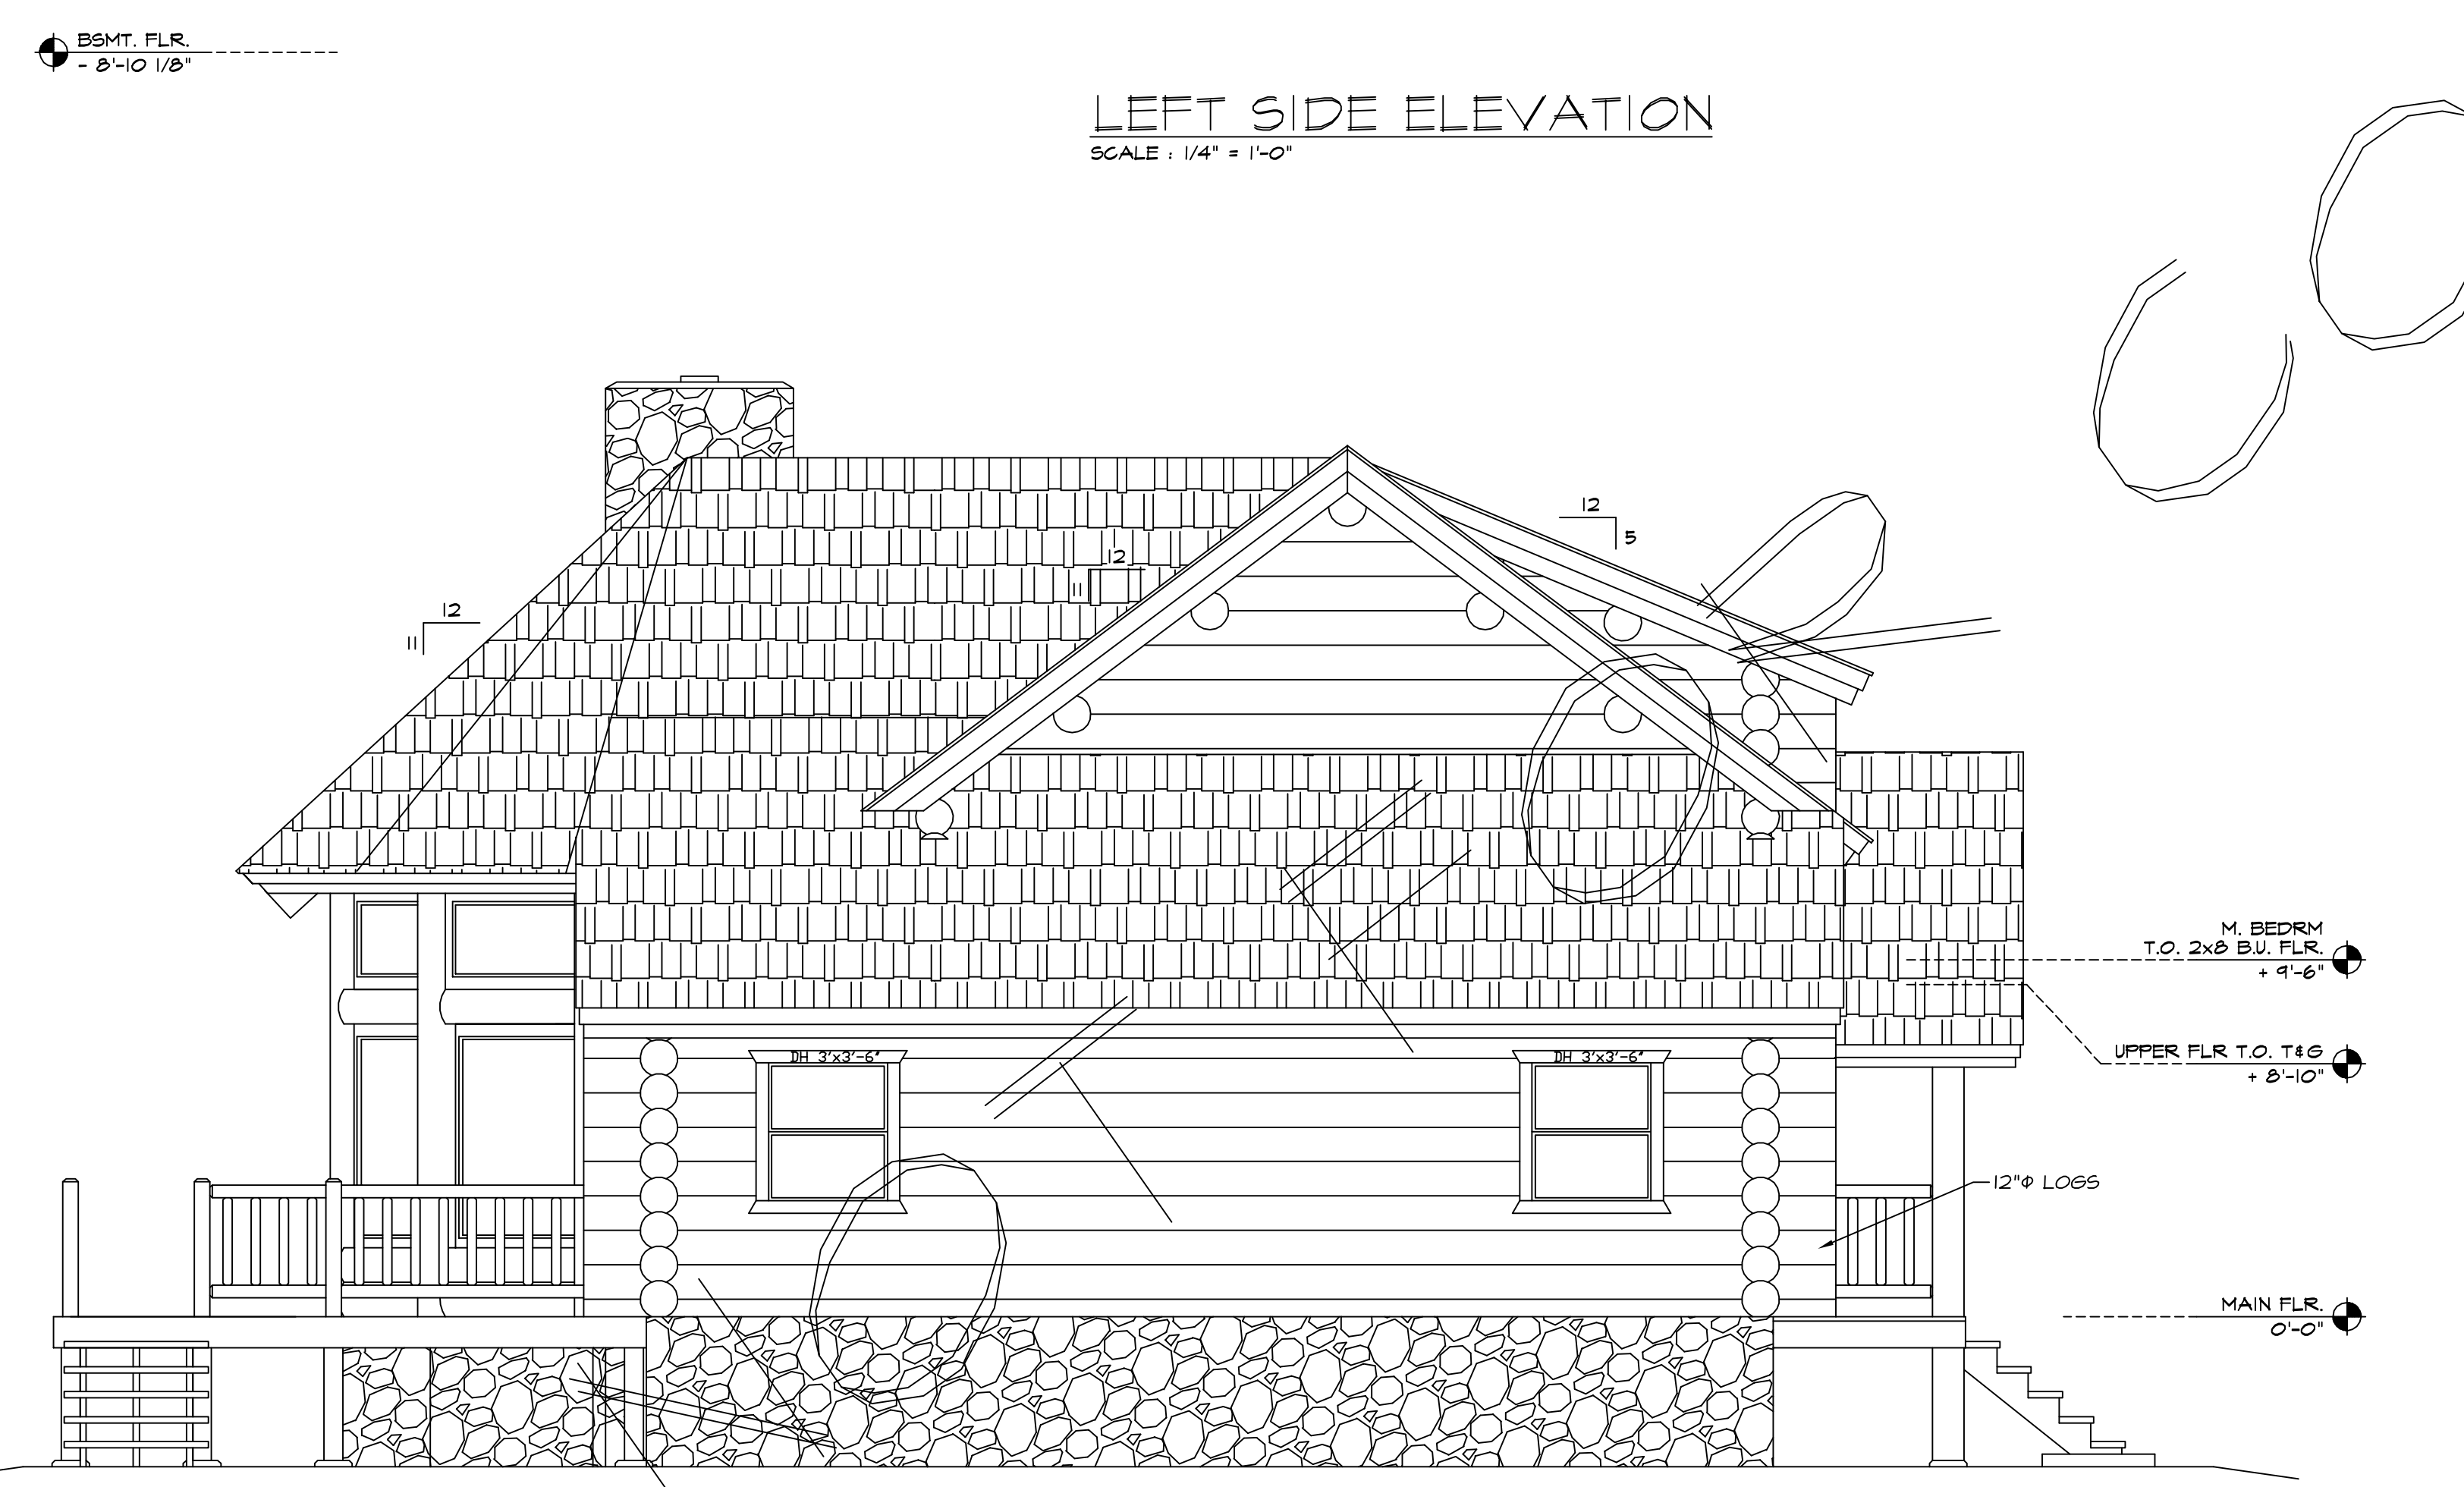 BSMT. FLR.
- 8'-10 1/8"
LEFT SIDE ELEVATION
SCALE : 1/4" = 1'-0"
12
5
12
11
12
11
M. BEDRM
T.O. 2x8 B.U. FLR.
+ 9'-6"
UPPER FLR T.O. T&G
+ 8'-10"
DH 3'x3'-6"
DH 3'x3'-6"
12"Φ LOGS
MAIN FLR.
0'-0"